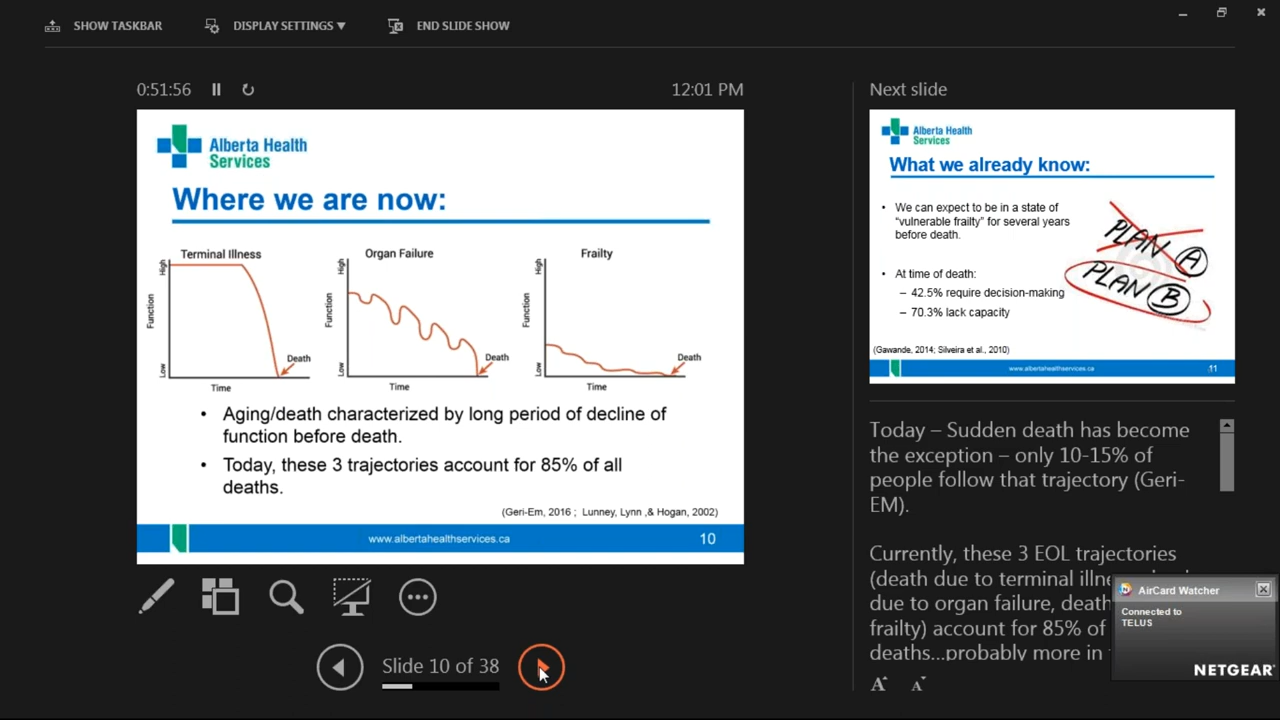 SHOW TASKBAR
DISPLAY SETTINGS ▼
END SLIDE SHOW
0:51:56
12:01 PM
Alberta Health
Services
Where we are now:
Terminal Illness
High
Function
Low
Death
Time
Organ Failure
High
Function
Low
Death
Time
Frailty
High
Function
Low
Death
Time
• Aging/death characterized by long period of decline of
function before death.
• Today, these 3 trajectories account for 85% of all
deaths.
(Geri-Em, 2016 ; Lunney, Lynn ,& Hogan, 2002)
www.albertahealthservices.ca
10
Slide 10 of 38
Next slide
Alberta Health
Services
What we already know:
• We can expect to be in a state of
"vulnerable frailty" for several years
before death.
• At time of death:
– 42.5% require decision-making
– 70.3% lack capacity
PLAN A
PLAN B
(Gawande, 2014; Silveira et al., 2010)
www.albertahealthservices.ca
11
Today – Sudden death has become
the exception – only 10-15% of
people follow that trajectory (Geri-
EM).
Currently, these 3 EOL trajectories
(death due to terminal
due to organ failure, death
frailty) account for 85% of
deaths...probably more in
A A
AirCard Watcher
Connected to
TELUS
NETGEAR